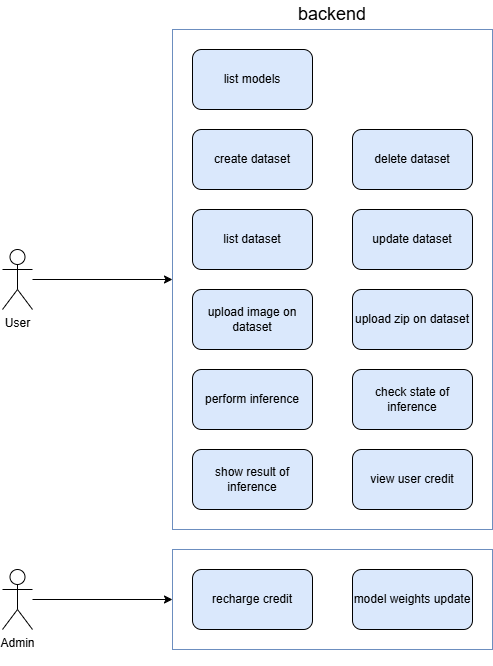 backend
list models
create dataset
delete dataset
list dataset
update dataset
User
upload image on
dataset
upload zip on dataset
perform inference
check state of
inference
show result of
inference
view user credit
Admin
recharge credit
model weights update